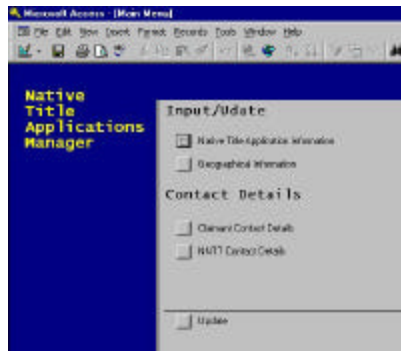 Microsoft Access - [Main Menu]
File Edit View Insert Format Records Tools Window Help
Native
Title
Applications
Manager
Input/Udate
Native Title Application Information
Geographical Information
Contact Details
Claimant Contact Details
NNTT Contact Details
Update